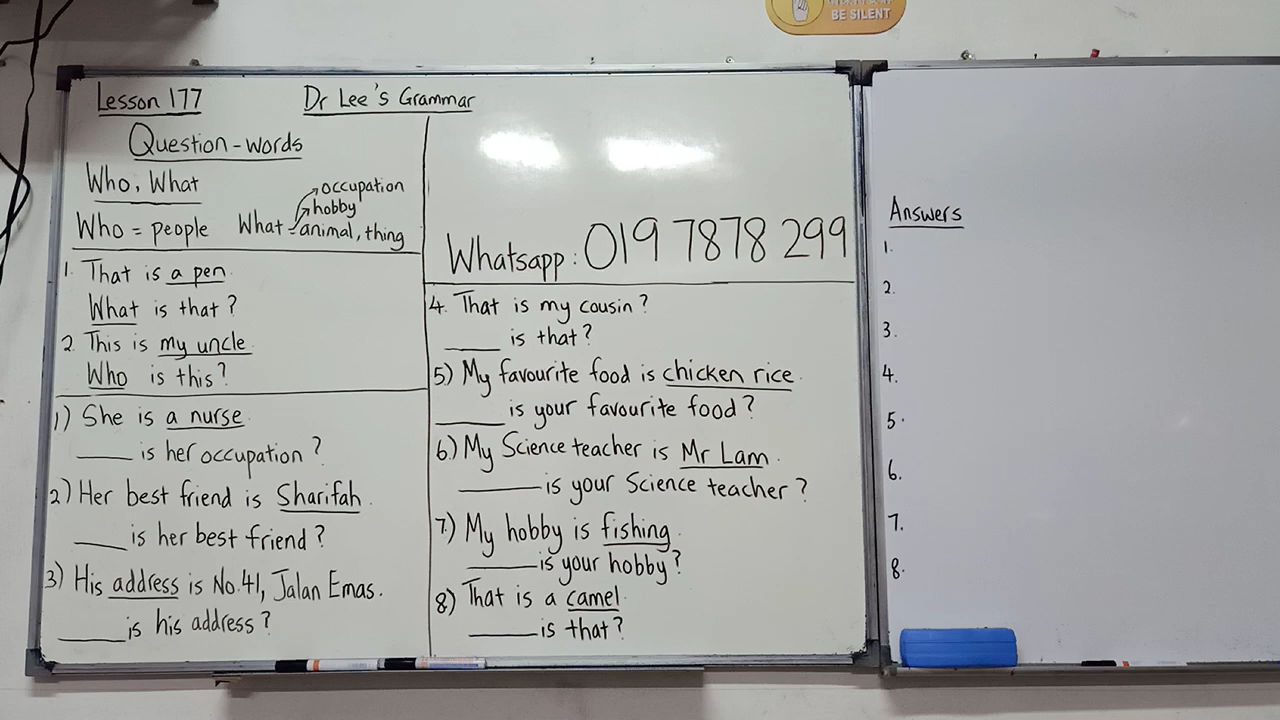 BE SILENT
Lesson 177
Dr Lee's Grammar
Question-words
Who, What
Who = people
What
occupation
hobby
animal, thing
Whatsapp : 019 7878 299
1. That is a pen.
What is that?
2. This is my uncle.
Who is this?
1) She is a nurse.
____ is her occupation?
2) Her best friend is Sharifah.
____ is her best friend?
3) His address is No.41, Jalan Emas.
____ is his address?
4. That is my cousin?
____ is that?
5) My favourite food is chicken rice.
____ is your favourite food?
6.) My Science teacher is Mr Lam.
____ is your Science teacher?
7.) My hobby is fishing.
____ is your hobby?
8) That is a camel.
____ is that?
Answers
1.
2.
3.
4.
5.
6.
7.
8.